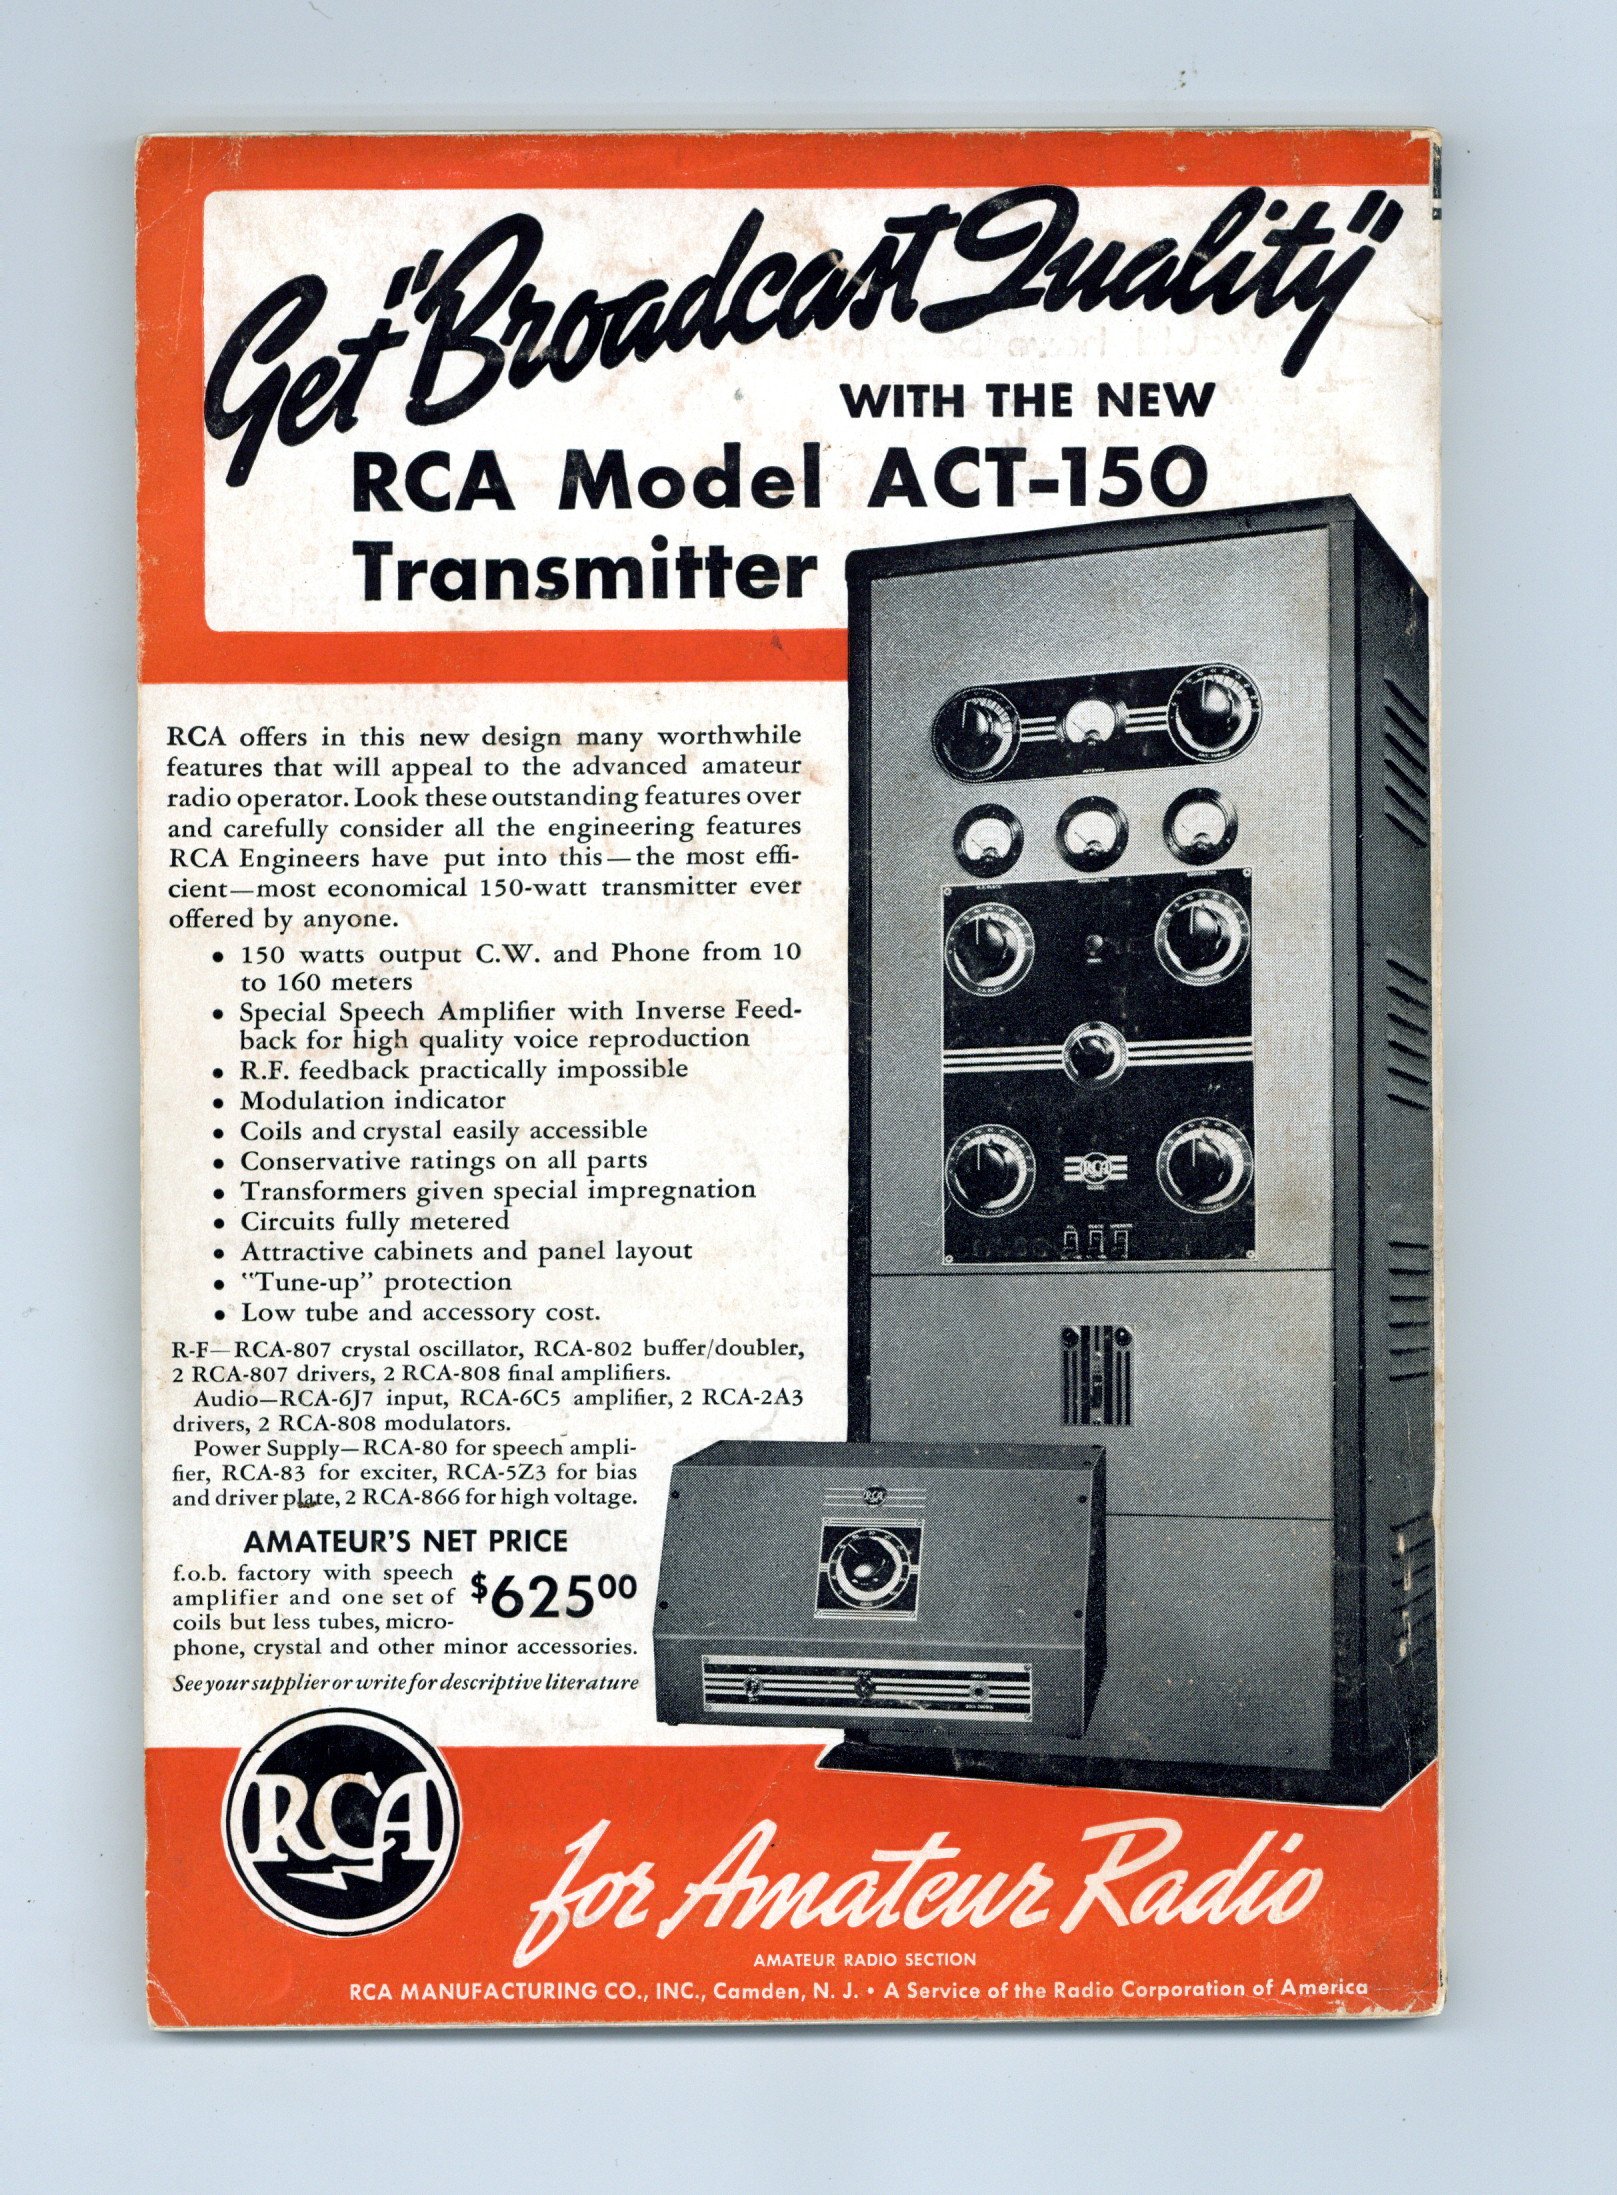 Get "Broadcast Quality"
WITH THE NEW
RCA Model ACT-150
Transmitter
RCA offers in this new design many worthwhile
features that will appeal to the advanced amateur
radio operator. Look these outstanding features over
and carefully consider all the engineering features
RCA Engineers have put into this—the most effi-
cient—most economical 150-watt transmitter ever
offered by anyone.
• 150 watts output C.W. and Phone from 10
to 160 meters
• Special Speech Amplifier with Inverse Feed-
back for high quality voice reproduction
• R.F. feedback practically impossible
• Modulation indicator
• Coils and crystal easily accessible
• Conservative ratings on all parts
• Transformers given special impregnation
• Circuits fully metered
• Attractive cabinets and panel layout
• "Tune-up" protection
• Low tube and accessory cost.
R-F—RCA-807 crystal oscillator, RCA-802 buffer/doubler,
2 RCA-807 drivers, 2 RCA-808 final amplifiers.
Audio—RCA-6J7 input, RCA-6C5 amplifier, 2 RCA-2A3
drivers, 2 RCA-808 modulators.
Power Supply—RCA-80 for speech ampli-
fier, RCA-83 for exciter, RCA-5Z3 for bias
and driver plate, 2 RCA-866 for high voltage.
AMATEUR'S NET PRICE
f.o.b. factory with speech
amplifier and one set of
coils but less tubes, micro-
phone, crystal and other minor accessories.
$62500
See your supplier or write for descriptive literature
RCA
RCA
RCA
for Amateur Radio
AMATEUR RADIO SECTION
RCA MANUFACTURING CO., INC., Camden, N. J. • A Service of the Radio Corporation of America